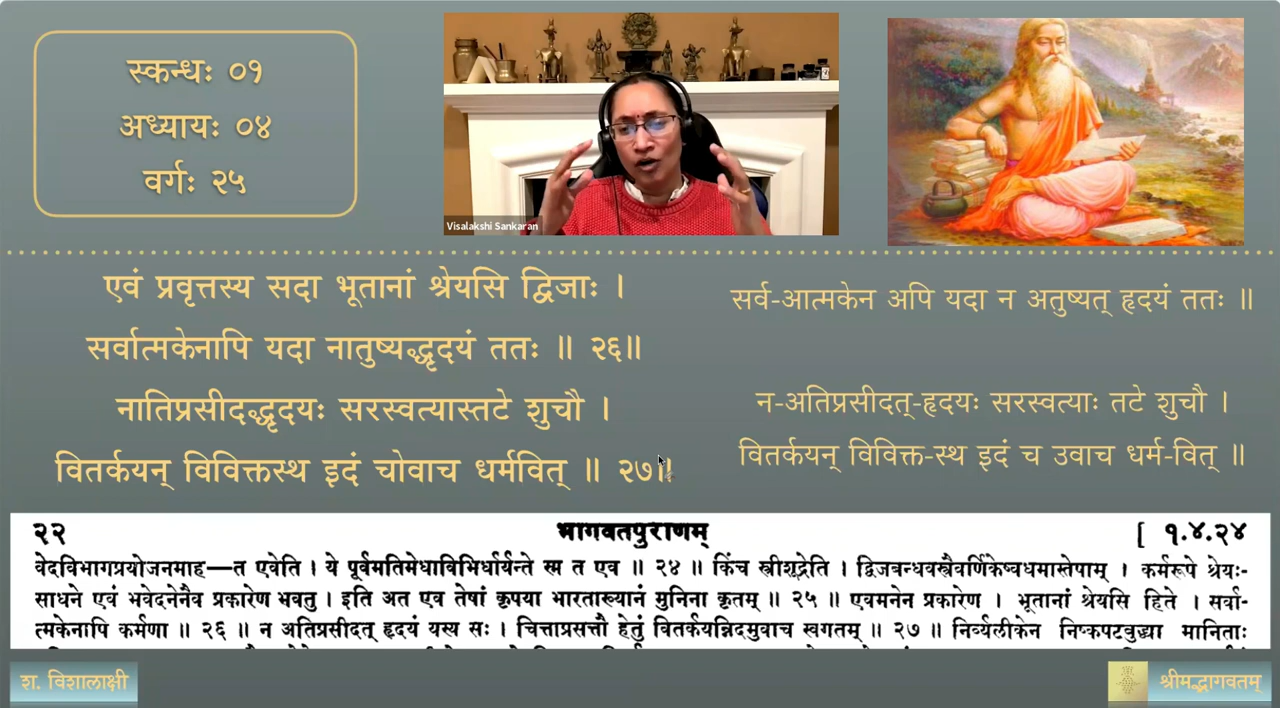 स्कन्धः ०१
अध्यायः ०४
वर्गः २५
Visalakshi Sankaran
एवं प्रवृत्तस्य सदा भूतानां श्रेयसि द्विजाः ।
सर्वात्मकेनापि यदा नातुष्यद्धृदयं ततः ॥ २६॥
नातिप्रसीदद्धृदयः सरस्वत्यास्तटे शुचौ ।
वितर्कयन् विविक्तस्थ इदं चोवाच धर्मवित् ॥ २७॥
सर्व-आत्मकेन अपि यदा न अतुष्यत् हृदयं ततः ॥
न-अतिप्रसीदत्-हृदयः सरस्वत्याः तटे शुचौ ।
वितर्कयन् विविक्त-स्थ इदं च उवाच धर्म-वित् ॥
२२ भागवतपुराणम् [ १.४.२४
वेदविभागप्रयोजनमाह—त एवेति । ये पूर्वमतिमेधाविभिर्धार्यन्ते स्म त एव ॥ २४ ॥ किंच स्त्रीशूद्रेति । द्विजबन्धवस्त्रैवर्णिकेष्वधमास्तेषाम् । कर्मरूपे श्रेयः-
साधने एवं भवेदनेनैव प्रकारेण भवतु । इति अत एव तेषां कृपया भारताख्यानं मुनिना कृतम् ॥ २५ ॥ एवमनेन प्रकारेण । भूतानां श्रेयसि हिते । सर्वा-
त्मकेनापि कर्मणा ॥ २६ ॥ न अतिप्रसीदत् हृदयं यस्य सः । चित्ताप्रसत्तौ हेतुं वितर्कयन्निदमुवाच स्वगतम् ॥ २७ ॥ निर्व्यलीकेन निष्कपटबुद्ध्या मानिताः
श. विशालाक्षी
श्रीमद्भागवतम्